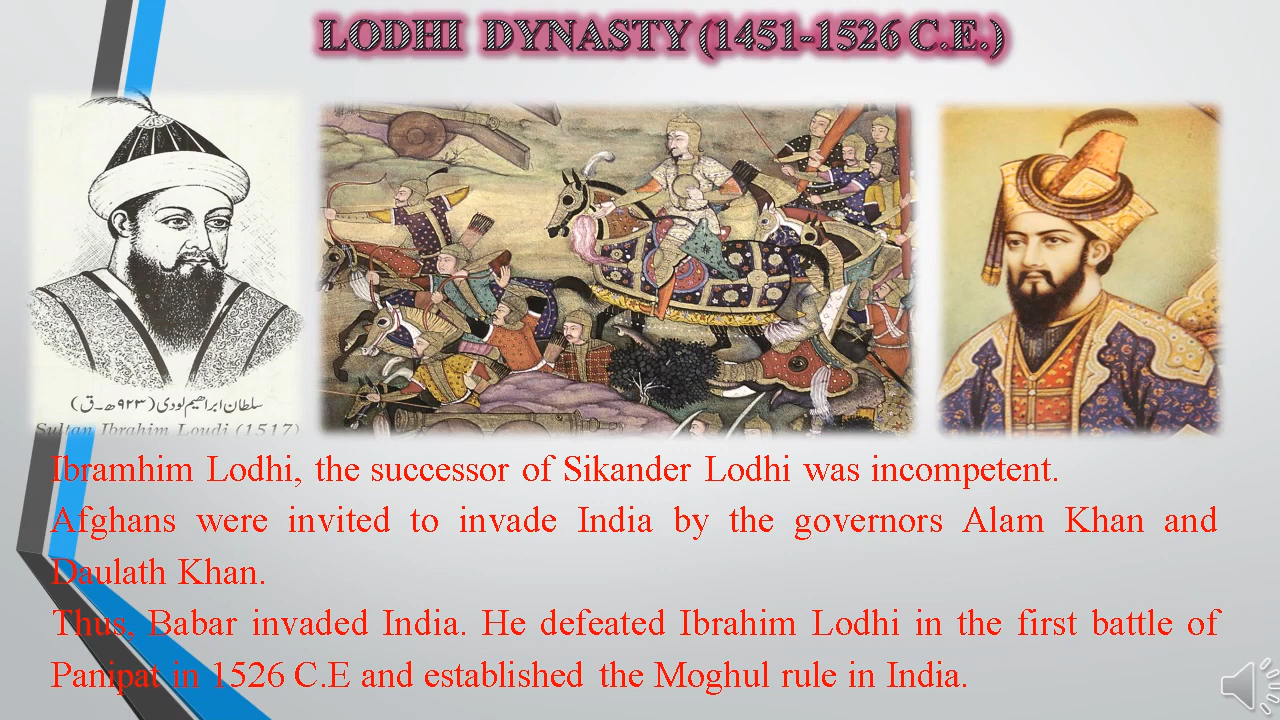 LODHI DYNASTY (1451-1526 C.E.)
سلطان ابراهیم لودی (۹۲۳ هـ ق)
Sultan Ibrahim Loudi (1517)
Ibramhim Lodhi, the successor of Sikander Lodhi was incompetent.
Afghans were invited to invade India by the governors Alam Khan and
Daulath Khan.
Thus, Babar invaded India. He defeated Ibrahim Lodhi in the first battle of
Panipat in 1526 C.E and established the Moghul rule in India.